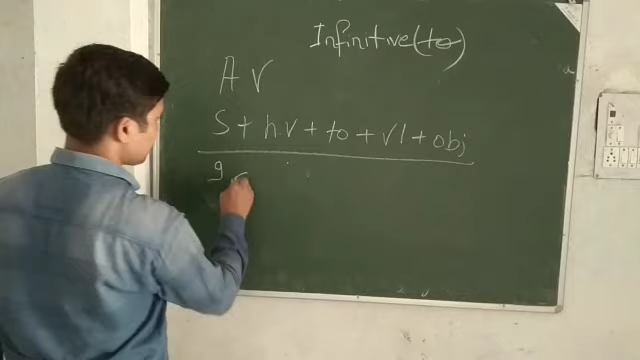 Infinitive (to)
A V
S + h.v + to + v1 + obj